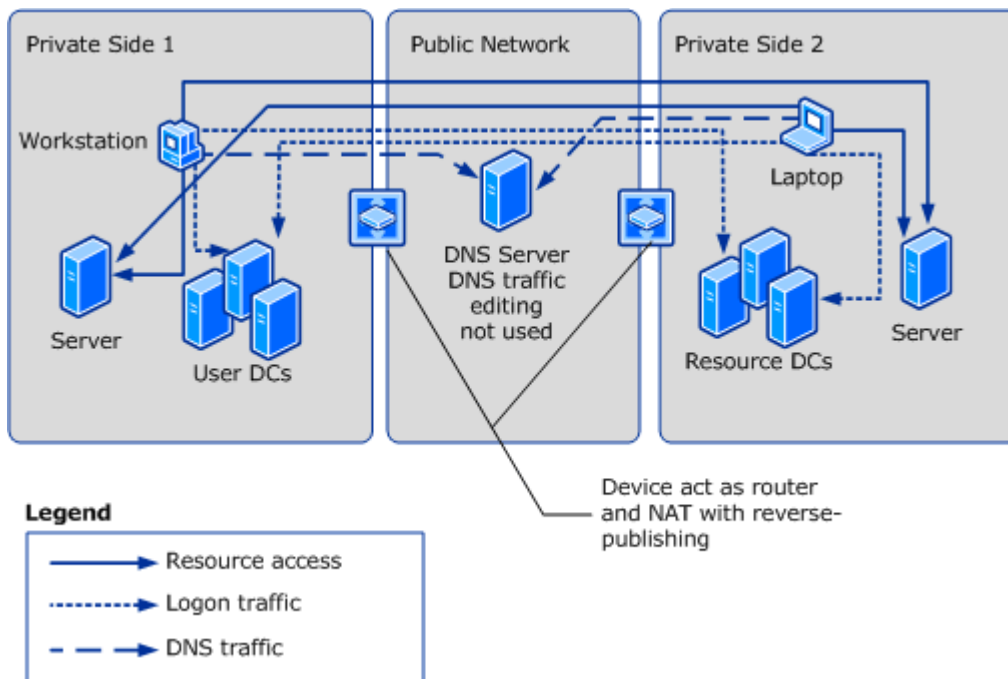 Private Side 1
Public Network
Private Side 2
Workstation
Laptop
DNS Server
DNS traffic
editing
not used
Server
User DCs
Resource DCs
Server
Device act as router
and NAT with reverse-
publishing
Legend
Resource access
Logon traffic
DNS traffic